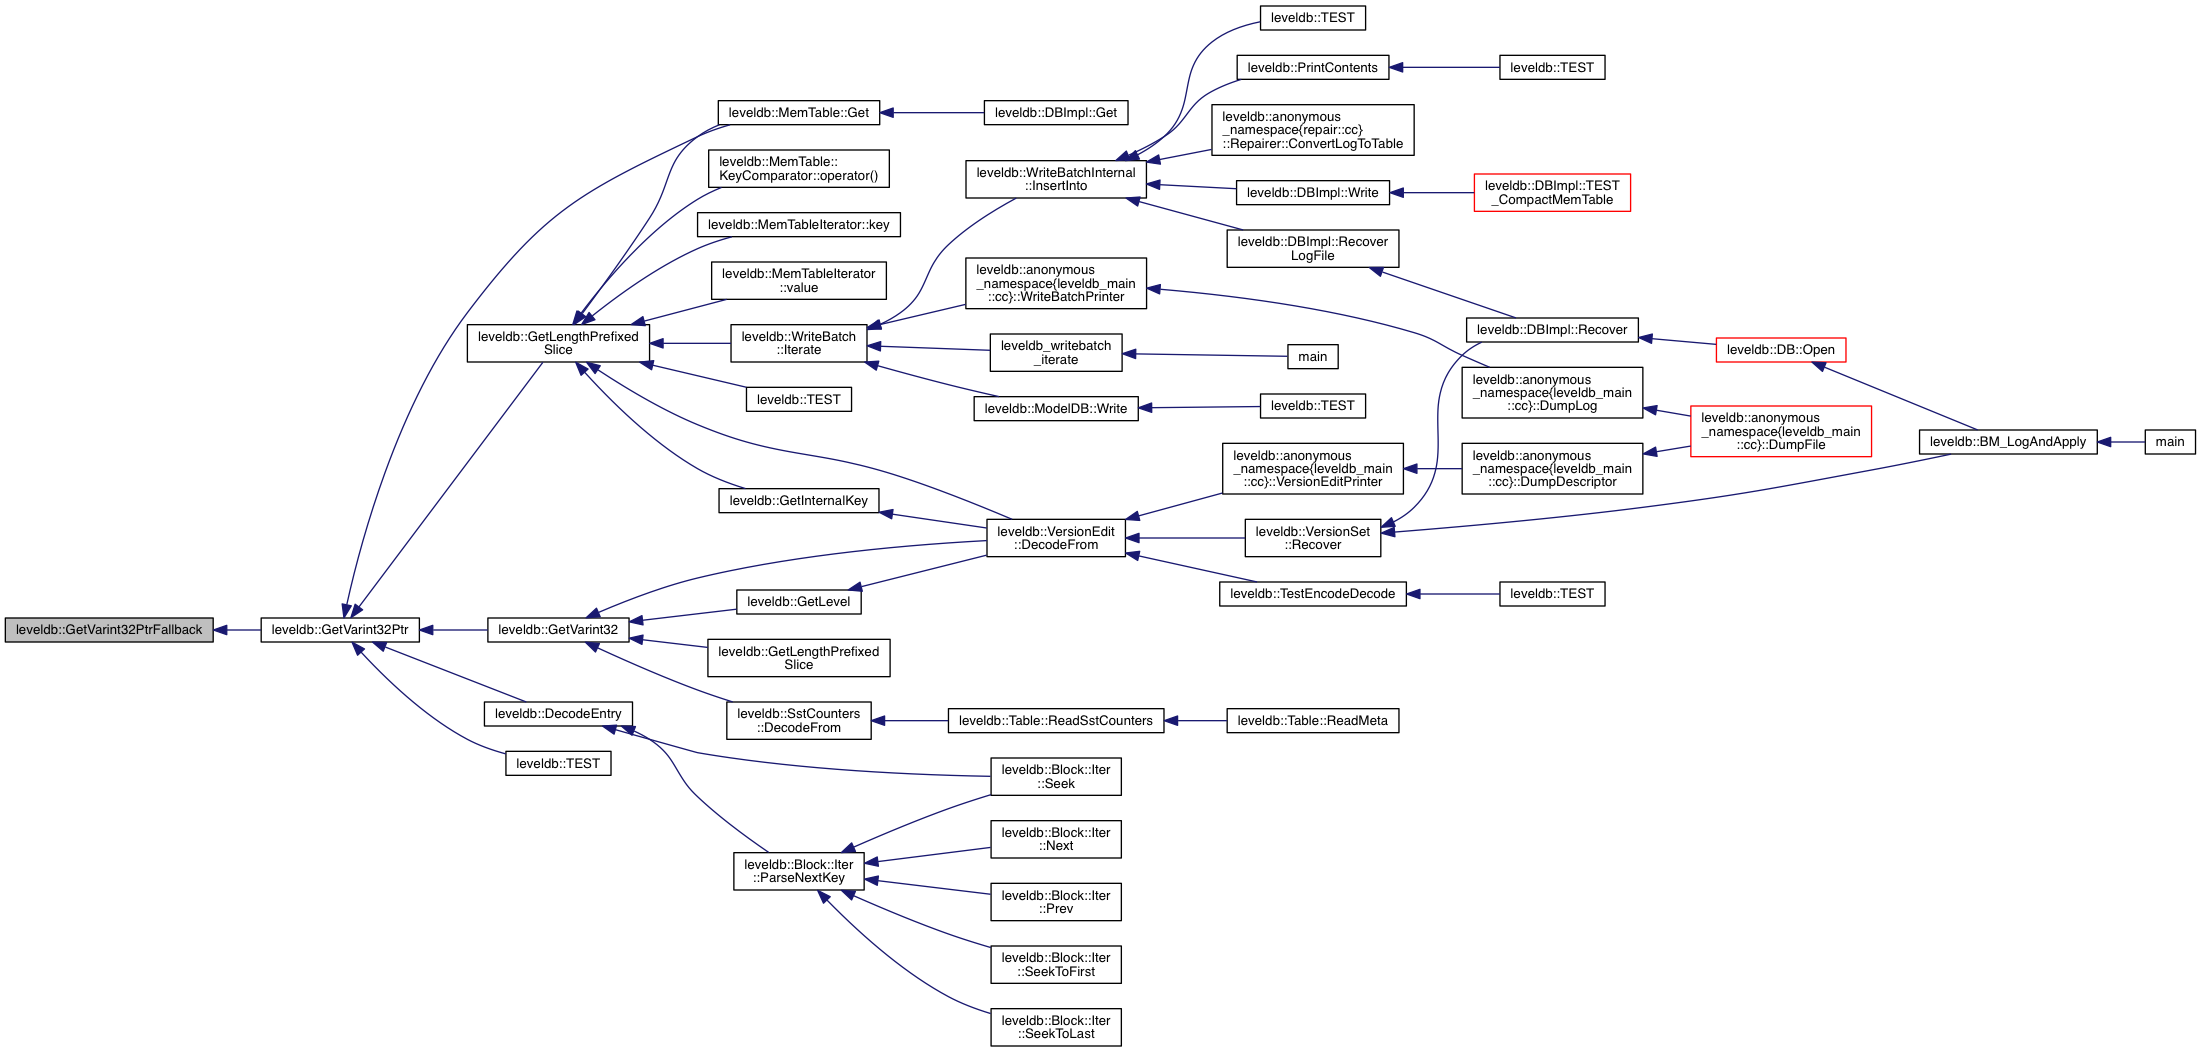 leveldb::GetVarint32PtrFallback
leveldb::GetVarint32Ptr
leveldb::MemTable::Get
leveldb::DBImpl::Get
leveldb::GetLengthPrefixed
Slice
leveldb::MemTable::
KeyComparator::operator()
leveldb::MemTableIterator::key
leveldb::MemTableIterator
::value
leveldb::WriteBatch
::Iterate
leveldb::TEST
leveldb::GetInternalKey
leveldb::WriteBatchInternal
::InsertInto
leveldb::TEST
leveldb::PrintContents
leveldb::TEST
leveldb::anonymous
_namespace{repair::cc}
::Repairer::ConvertLogToTable
leveldb::DBImpl::Write
leveldb::DBImpl::TEST
_CompactMemTable
leveldb::DBImpl::Recover
LogFile
leveldb::anonymous
_namespace{leveldb_main
::cc}::WriteBatchPrinter
leveldb_writebatch
_iterate
main
leveldb::ModelDB::Write
leveldb::TEST
leveldb::DBImpl::Recover
leveldb::DB::Open
leveldb::anonymous
_namespace{leveldb_main
::cc}::DumpLog
leveldb::anonymous
_namespace{leveldb_main
::cc}::DumpFile
leveldb::BM_LogAndApply
main
leveldb::anonymous
_namespace{leveldb_main
::cc}::VersionEditPrinter
leveldb::anonymous
_namespace{leveldb_main
::cc}::DumpDescriptor
leveldb::VersionEdit
::DecodeFrom
leveldb::VersionSet
::Recover
leveldb::TestEncodeDecode
leveldb::TEST
leveldb::GetVarint32
leveldb::GetLevel
leveldb::GetLengthPrefixed
Slice
leveldb::SstCounters
::DecodeFrom
leveldb::Table::ReadSstCounters
leveldb::Table::ReadMeta
leveldb::DecodeEntry
leveldb::TEST
leveldb::Block::Iter
::Seek
leveldb::Block::Iter
::ParseNextKey
leveldb::Block::Iter
::Next
leveldb::Block::Iter
::Prev
leveldb::Block::Iter
::SeekToFirst
leveldb::Block::Iter
::SeekToLast